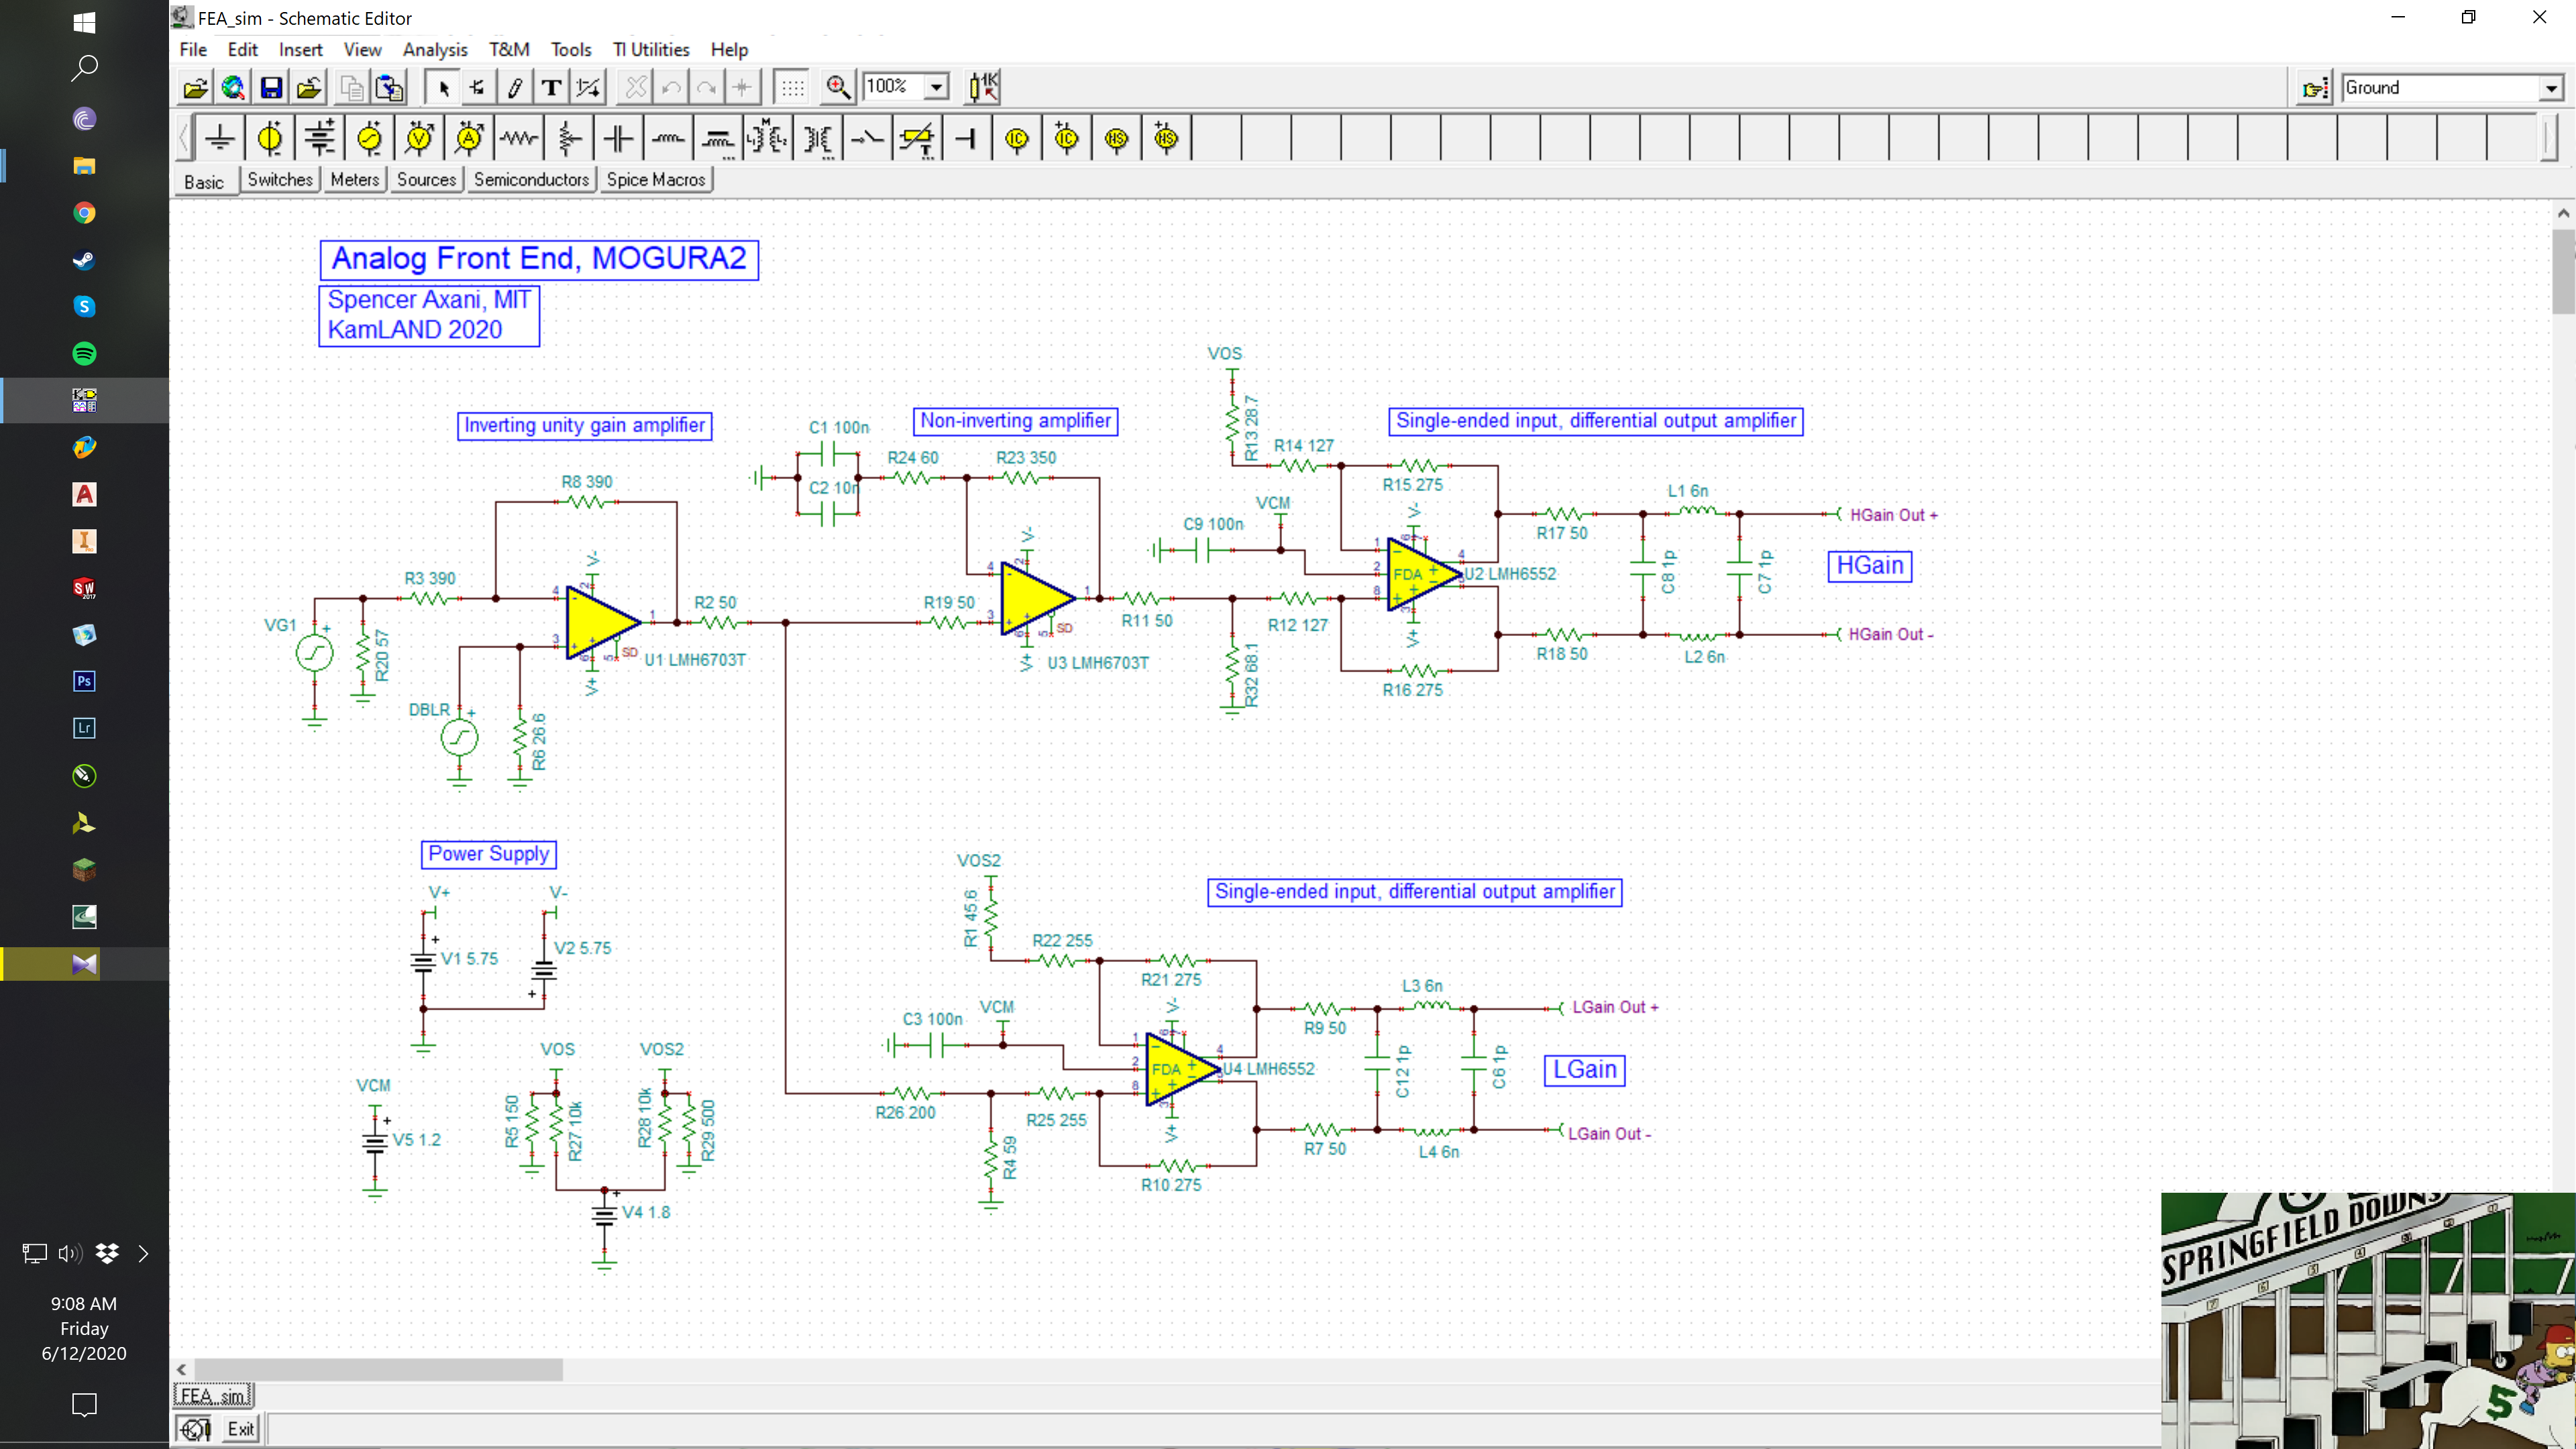 FEA_sim - Schematic Editor
File Edit Insert View Analysis T&M Tools TI Utilities Help
100%
1K
Ground
Basic Switches Meters Sources Semiconductors Spice Macros
Analog Front End, MOGURA2
Spencer Axani, MIT
KamLAND 2020
Inverting unity gain amplifier
Non-inverting amplifier
Single-ended input, differential output amplifier
VG1
R20 57
R3 390
R8 390
DBLR
R6 26.6
V-
V+
SD
U1 LMH6703T
R2 50
C1 100n
C2 10n
R24 60
R23 350
R19 50
V-
V+
SD
U3 LMH6703T
R11 50
R32 68.1
VOS
R13 28.7
R14 127
R15 275
VCM
C9 100n
R12 127
R16 275
V-
FDA
V+
U2 LMH6552
R17 50
R18 50
C8 1p
L1 6n
L2 6n
C7 1p
HGain Out +
HGain
HGain Out -
Power Supply
V+
V-
V1 5.75
V2 5.75
VCM
V5 1.2
VOS
VOS2
R5 150
R27 10k
R28 10k
R29 500
V4 1.8
Single-ended input, differential output amplifier
VOS2
R1 45.6
R22 255
R21 275
VCM
C3 100n
R26 200
R4 59
R25 255
R10 275
V-
FDA
V+
U4 LMH6552
R9 50
R7 50
C12 1p
L3 6n
L4 6n
C6 1p
LGain Out +
LGain
LGain Out -
FEA_sim
Exit
9:08 AM
Friday
6/12/2020
SPRINGFIELD DOWNS
5